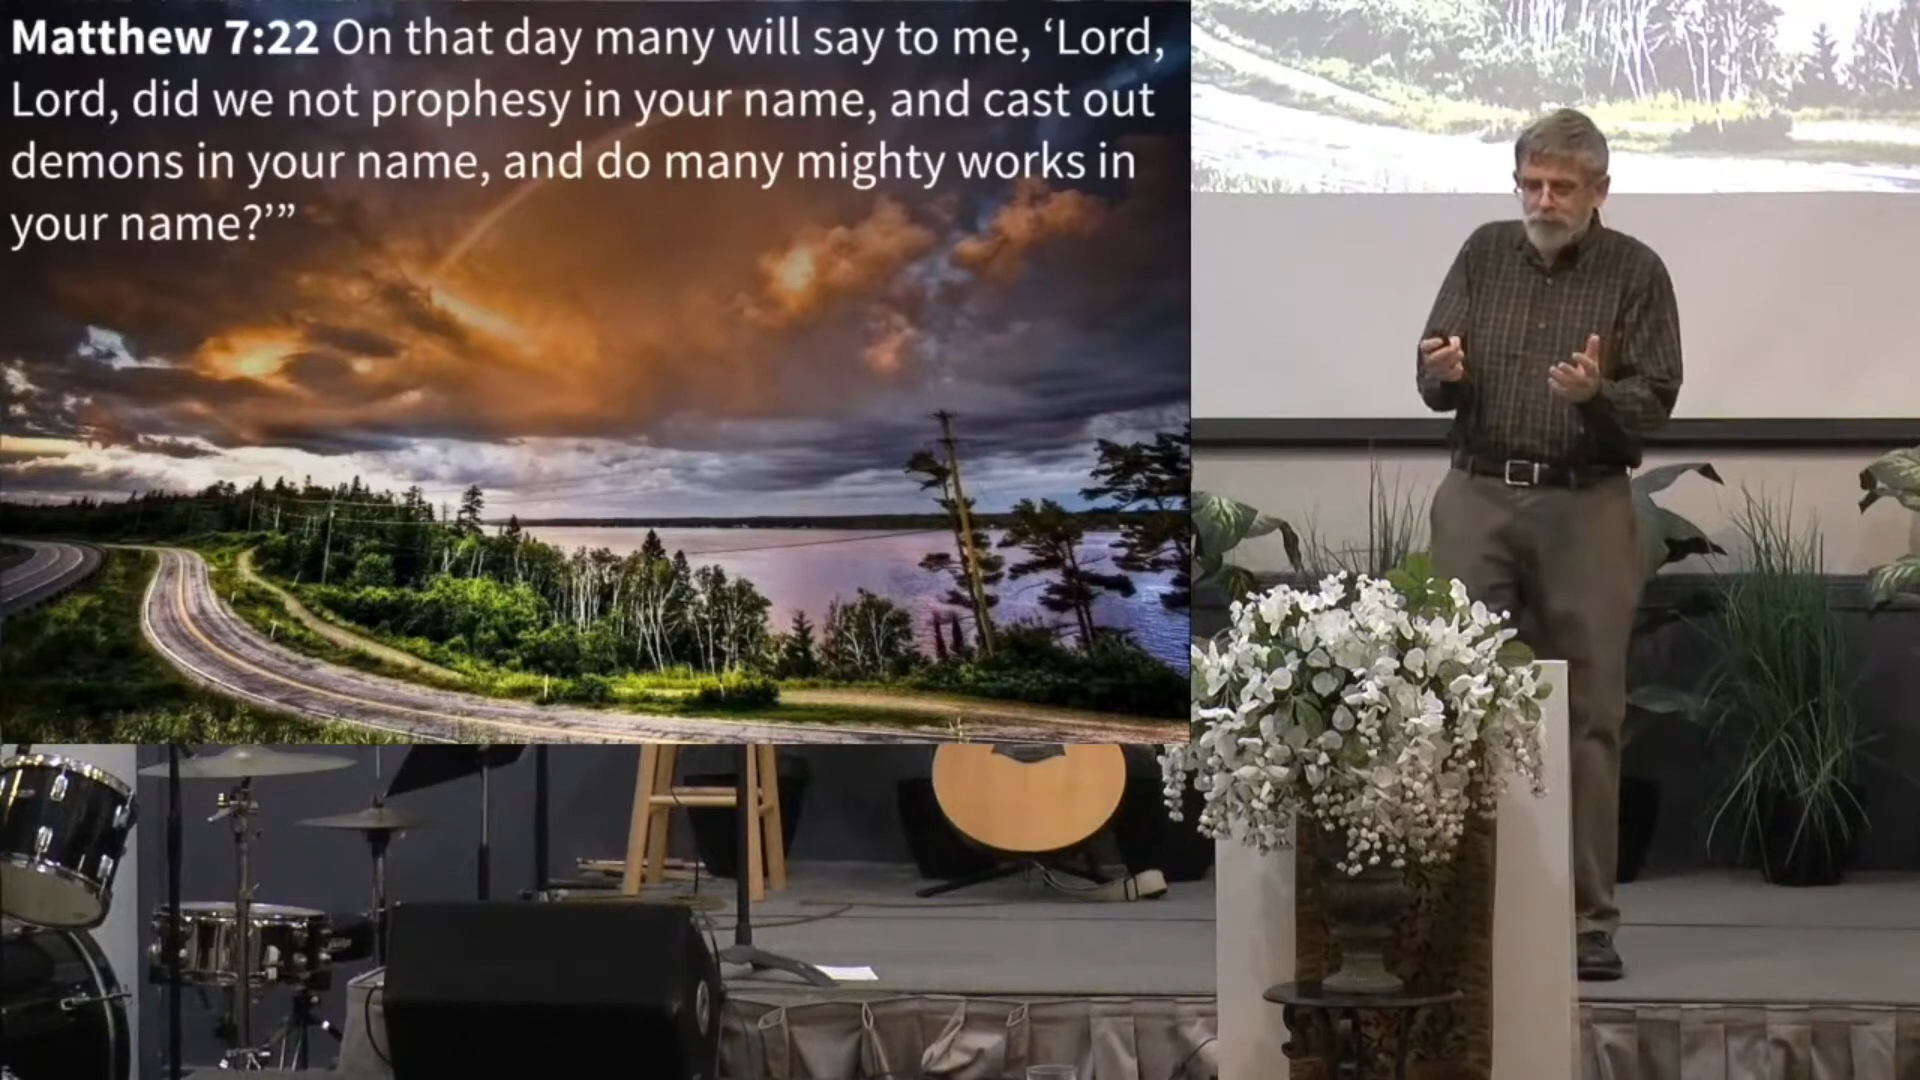 Matthew 7:22 On that day many will say to me, ‘Lord,
Lord, did we not prophesy in your name, and cast out
demons in your name, and do many mighty works in
your name?’”